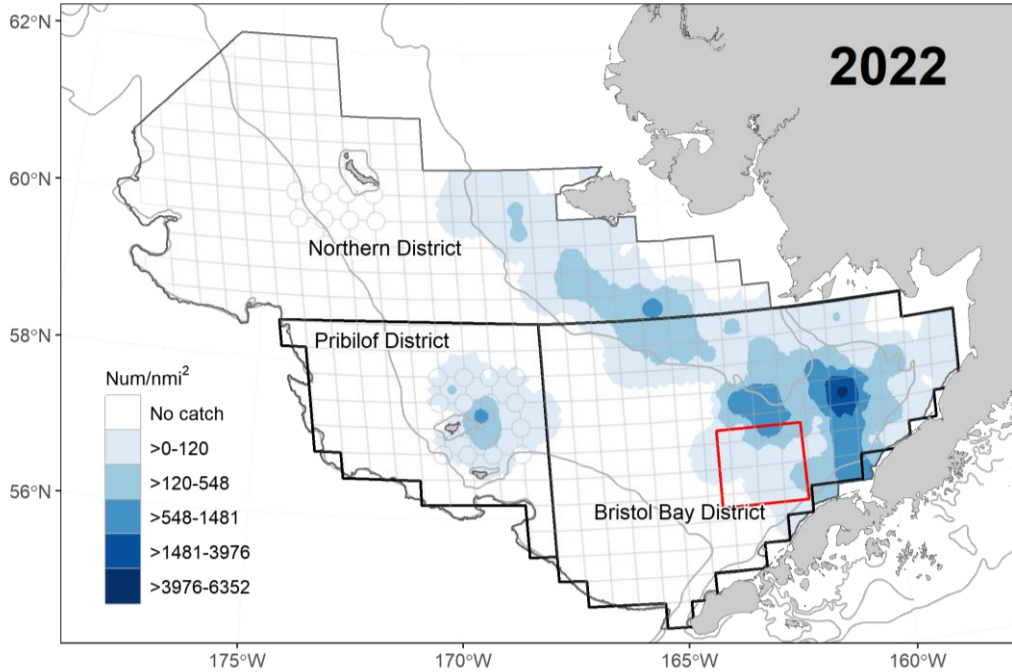 62°N
2022
60°N
Northern District
58°N
Pribilof District
Num/nmi²
No catch
>0-120
>120-548
>548-1481
>1481-3976
>3976-6352
56°N
Bristol Bay District
175°W
170°W
165°W
160°W